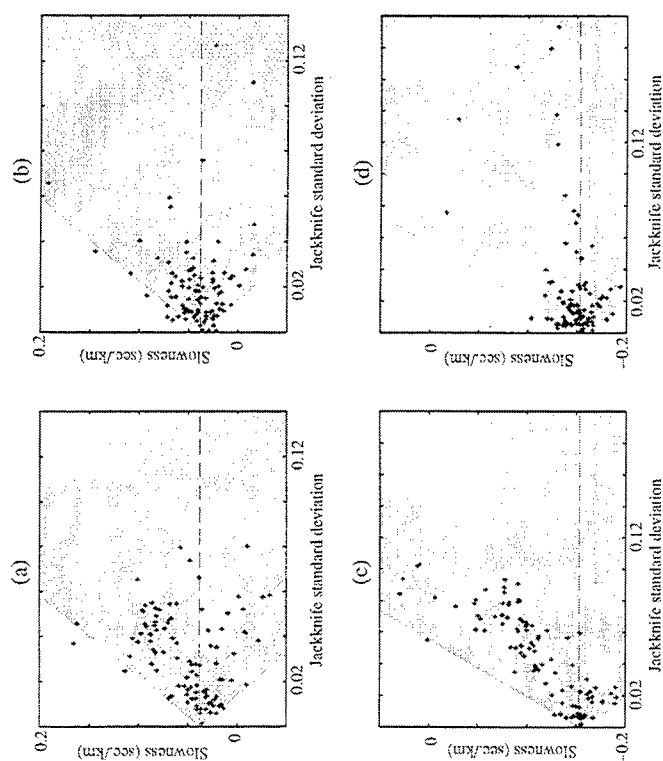 (a)
0.2
0
Slowness (sec./km)
0.02
0.12
Jackknife standard deviation
(b)
0.2
0
Slowness (sec./km)
0.02
0.12
Jackknife standard deviation
(c)
0
-0.2
Slowness (sec./km)
0.02
0.12
Jackknife standard deviation
(d)
0
-0.2
Slowness (sec./km)
0.02
0.12
Jackknife standard deviation